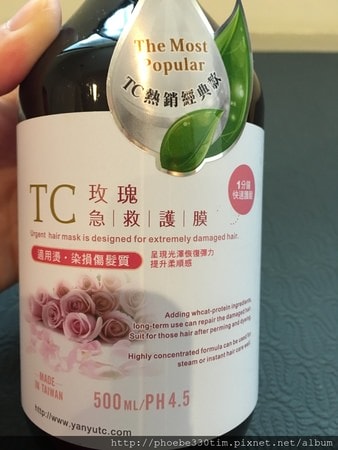 The Most
Popular
TC熱銷經典款
1分鐘
快速護髮
TC 玫瑰
急|救|護|膜
Urgent hair mask is designed for extremely damaged hair.
適用燙・染損傷髮質
呈現光澤恢復彈力
提升柔順感
Adding wheat-protein ingredients,
long-term use can repair the damaged
Suit for those hair after perming and dyeing.
Highly concentrated formula can be used for
steam or instant hair care wash
MADE
IN TAIWAN
500ML/PH4.5
http://www.yanyutc.com
http://phoebe330tim.pixnet.net/album